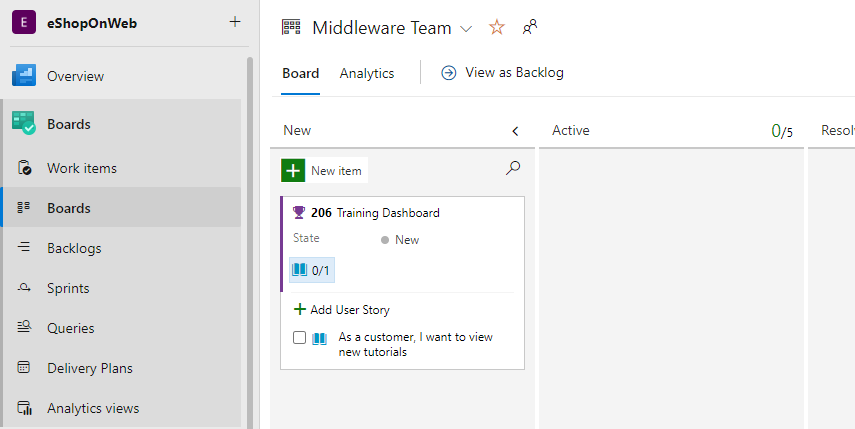 E eShopOnWeb +
Overview
Boards
Work items
Boards
Backlogs
Sprints
Queries
Delivery Plans
Analytics views
Middleware Team
Board Analytics View as Backlog
New
New item
206 Training Dashboard
State New
0/1
Add User Story
As a customer, I want to view
new tutorials
Active 0/5
Resol